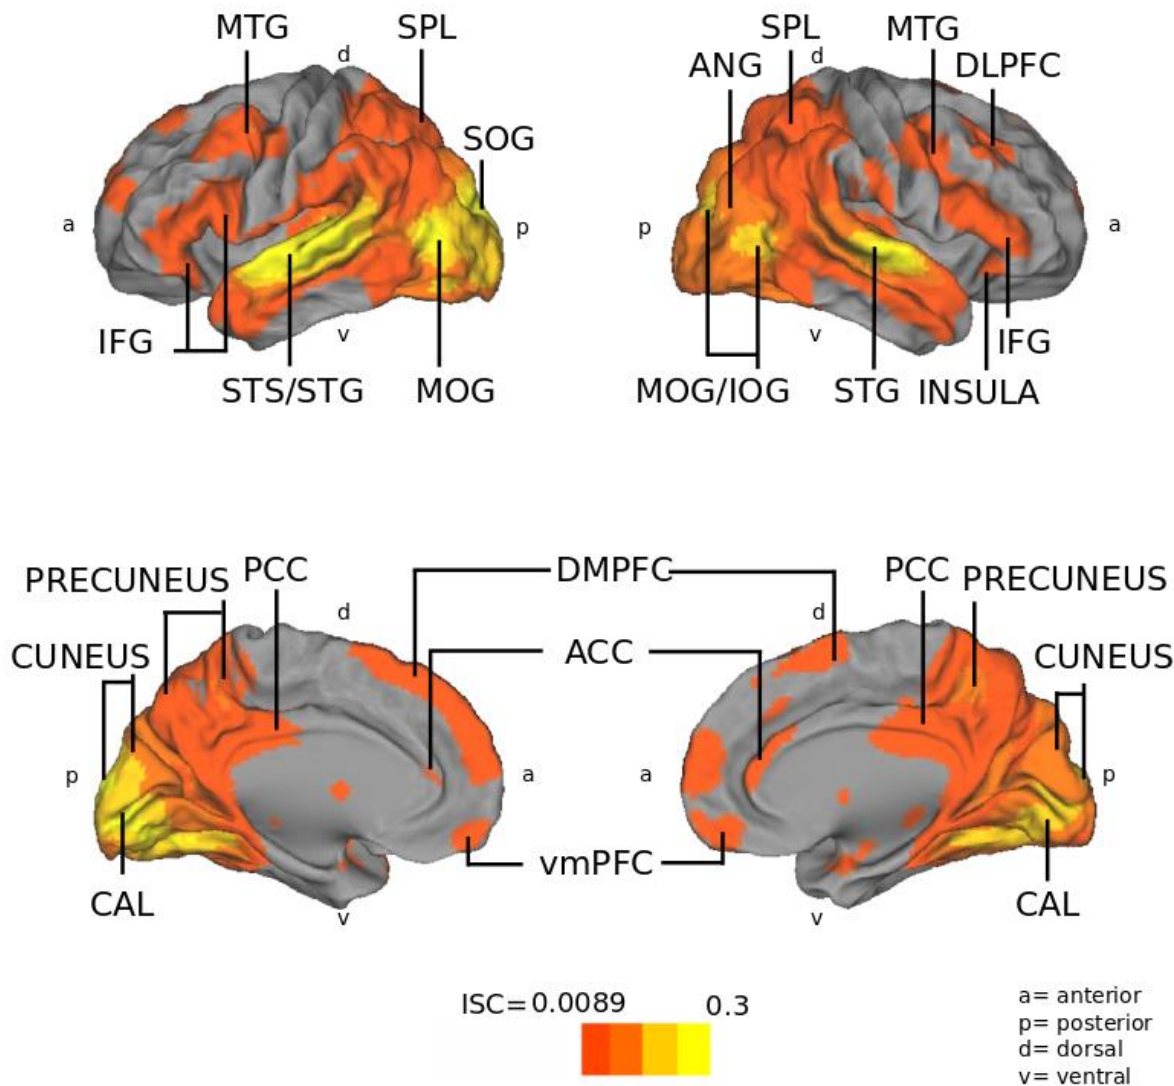 MTG SPL
d
SOG
a
p
IFG
STS/STG MOG
v
SPL MTG
d
ANG DLPFC
p
a
v
IFG
MOG/IOG STG INSULA
PRECUNEUS PCC
d
CUNEUS
p
a
CAL
v
DMPFC
ACC
vmPFC
PCC PRECUNEUS
d
CUNEUS
a
p
CAL
v
ISC= 0.0089 0.3
a= anterior
p= posterior
d= dorsal
v= ventral